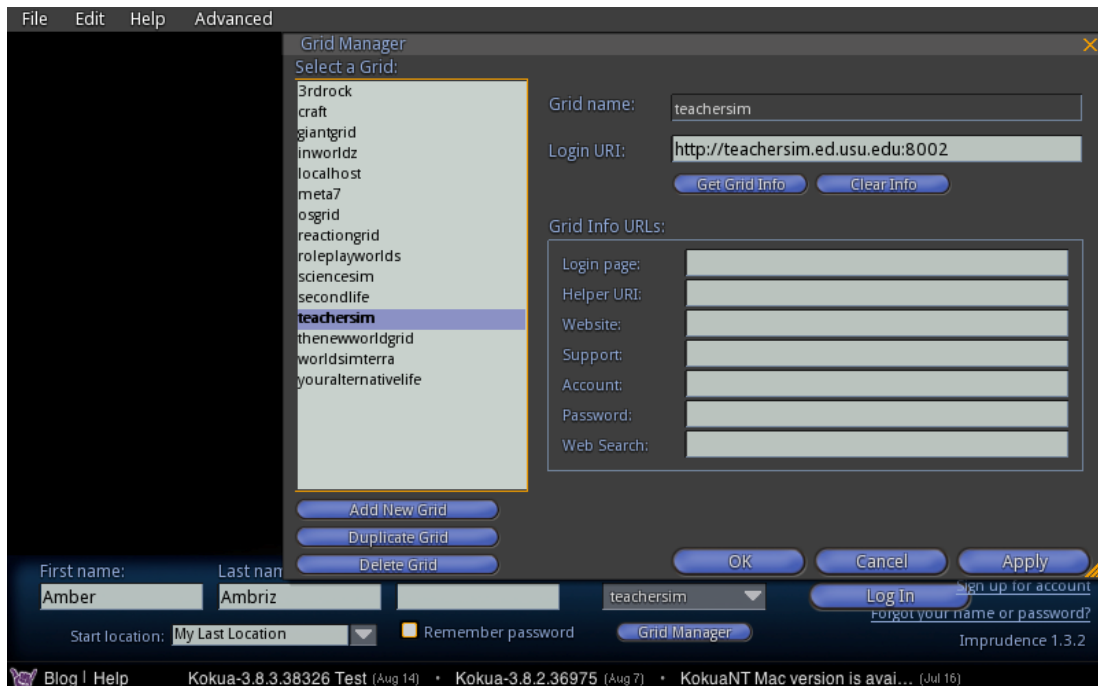 File Edit Help Advanced
Grid Manager
Select a Grid:
3rdrock
craft
giantgrid
inworldz
localhost
meta7
osgrid
reactiongrid
roleplayworlds
sciencesim
secondlife
teachersim
thenewworldgrid
worldsimterra
youralternativelife
Add New Grid
Duplicate Grid
Delete Grid
Grid name: teachersim
Login URI: http://teachersim.ed.usu.edu:8002
Get Grid Info Clear Info
Grid Info URLs:
Login page:
Helper URI:
Website:
Support:
Account:
Password:
Web Search:
OK Cancel Apply
First name: Last nam
Amber Ambriz teachersim Log In Sign up for account
Forgot your name or password?
Start location: My Last Location Remember password Grid Manager Imprudence 1.3.2
Blog | Help Kokua-3.8.3.38326 Test (Aug 14) • Kokua-3.8.2.36975 (Aug 7) • KokuaNT Mac version is avai... (Jul 16)